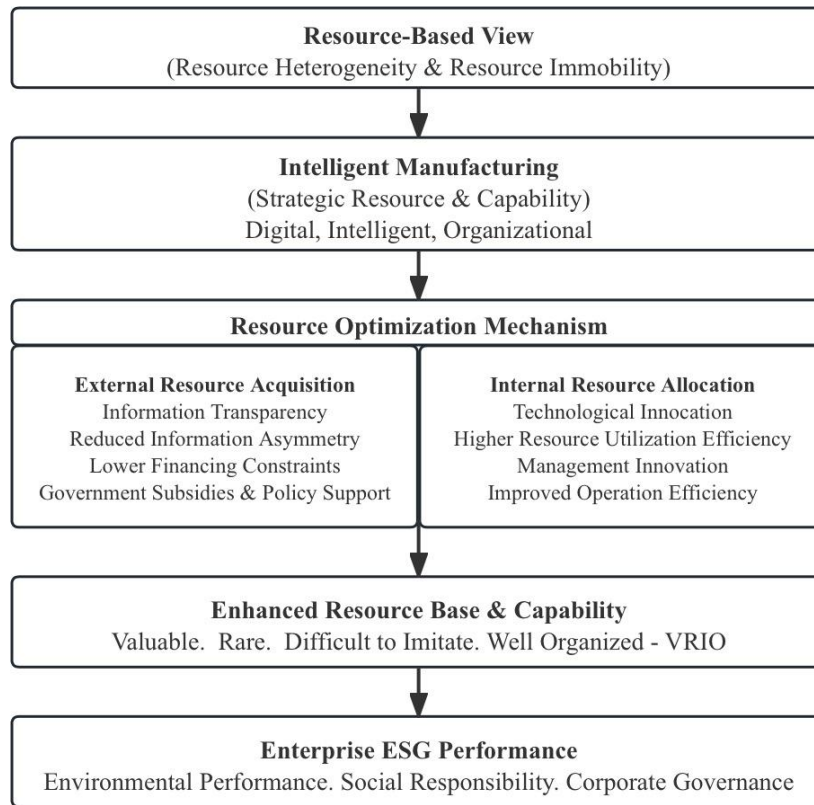 Resource-Based View
(Resource Heterogeneity & Resource Immobility)
Intelligent Manufacturing
(Strategic Resource & Capability)
Digital, Intelligent, Organizational
Resource Optimization Mechanism
External Resource Acquisition
Information Transparency
Reduced Information Asymmetry
Lower Financing Constraints
Government Subsidies & Policy Support
Internal Resource Allocation
Technological Innocation
Higher Resource Utilization Efficiency
Management Innovation
Improved Operation Efficiency
Enhanced Resource Base & Capability
Valuable.  Rare.  Difficult to Imitate. Well Organized - VRIO
Enterprise ESG Performance
Environmental Performance. Social Responsibility. Corporate Governance